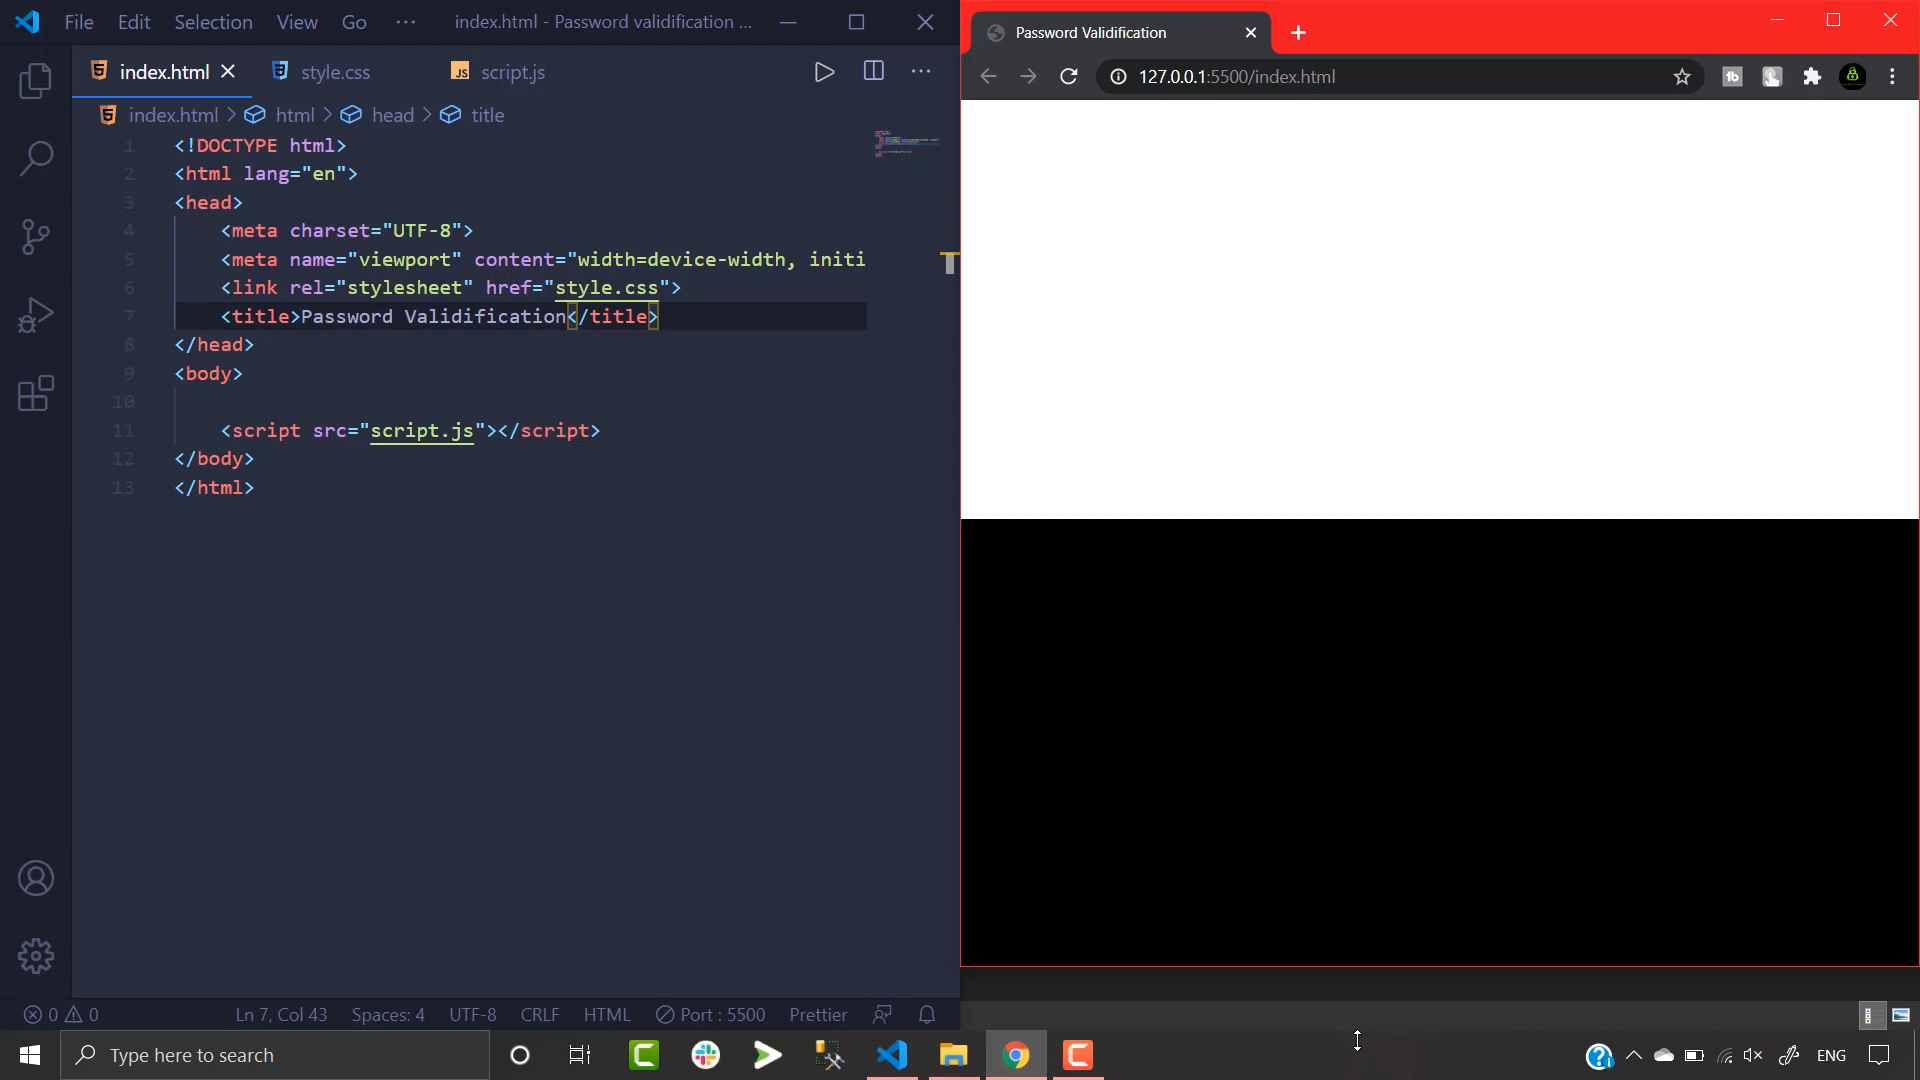 File Edit Selection View Go ··· index.html - Password validification ...
index.html style.css JS script.js
index.html > html > head > title
1 <!DOCTYPE html>
2 <html lang="en">
3 <head>
4 <meta charset="UTF-8">
5 <meta name="viewport" content="width=device-width, initi
6 <link rel="stylesheet" href="style.css">
7 <title>Password Validification</title>
8 </head>
9 <body>
10
11 <script src="script.js"></script>
12 </body>
13 </html>
0 0 Ln 7, Col 43 Spaces: 4 UTF-8 CRLF HTML Port : 5500 Prettier
Password Validification
127.0.0.1:5500/index.html
Type here to search
ENG